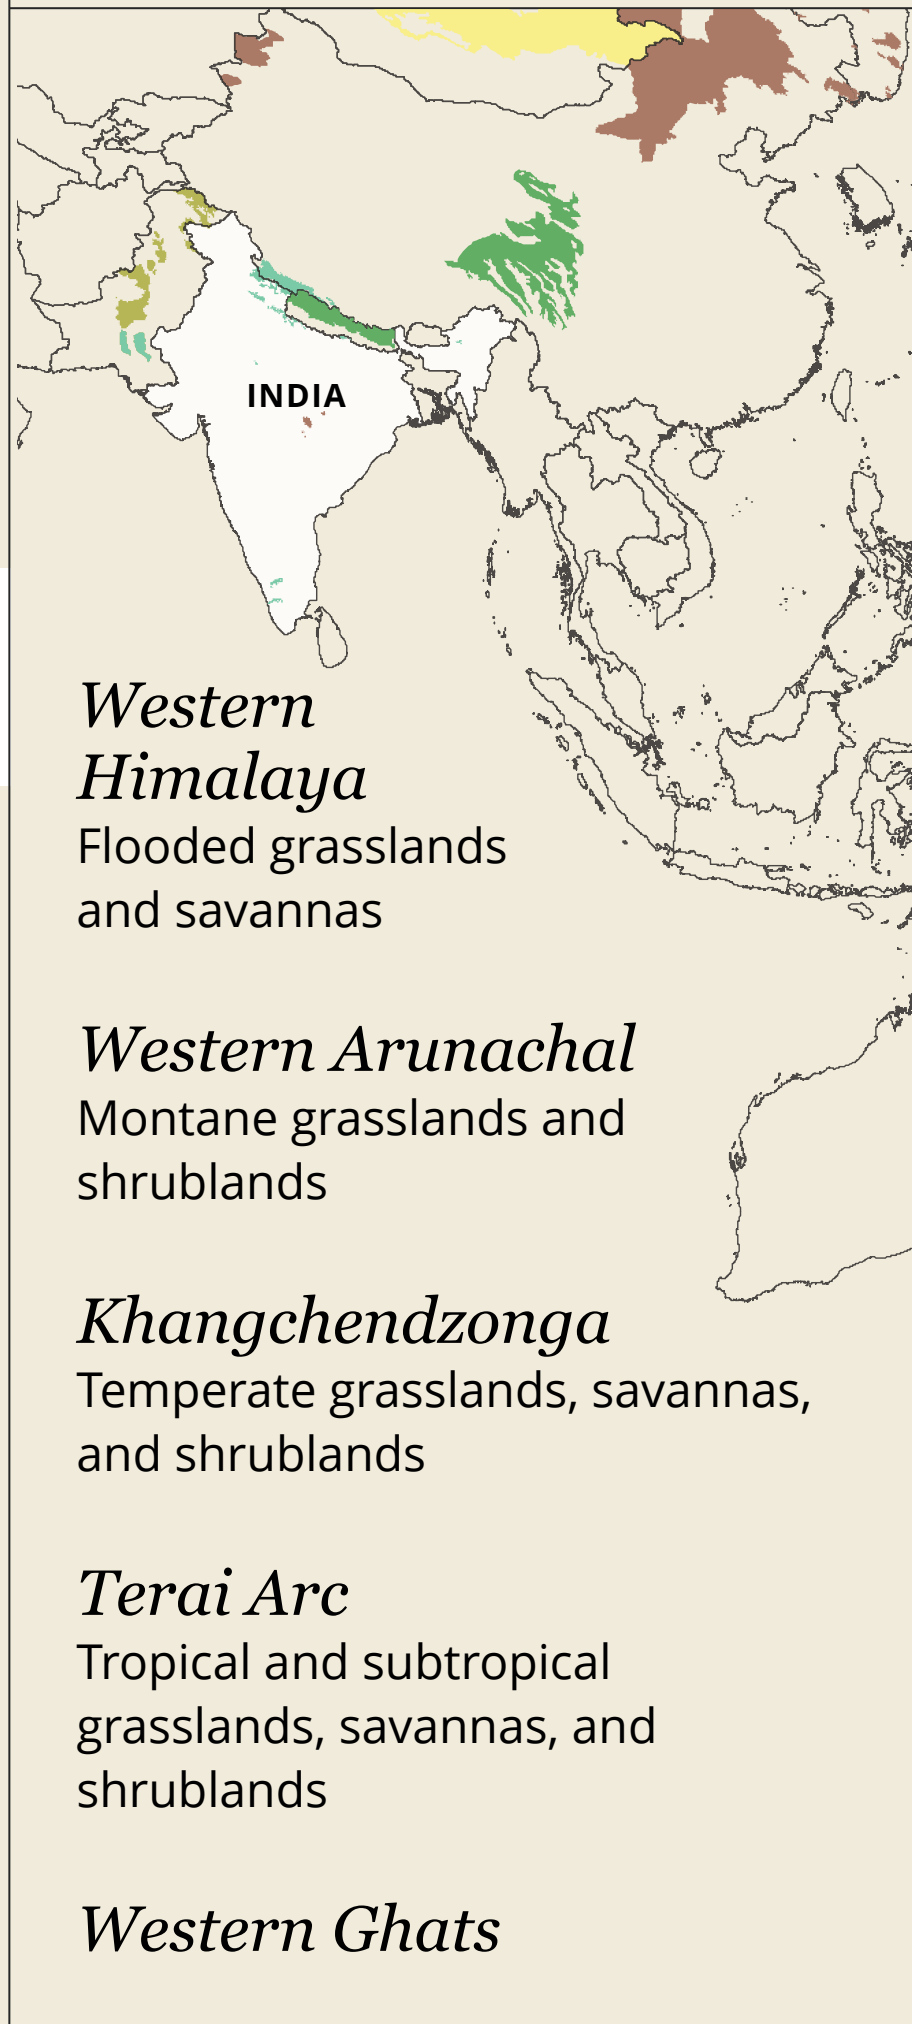 INDIA
Western
Himalaya
Flooded grasslands
and savannas
Western Arunachal
Montane grasslands and
shrublands
Khangchendzonga
Temperate grasslands, savannas,
and shrublands
Terai Arc
Tropical and subtropical
grasslands, savannas, and
shrublands
Western Ghats